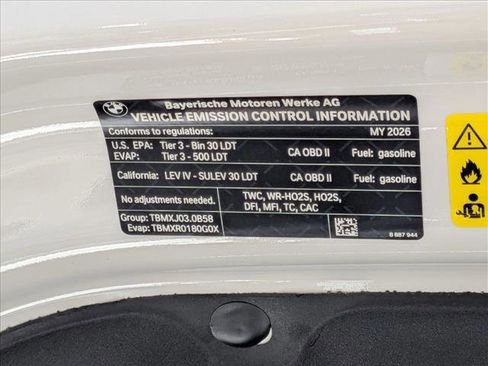 Bayerische Motoren Werke AG
VEHICLE EMISSION CONTROL INFORMATION
Conforms to regulations: MY 2026
U.S. EPA: Tier 3 - Bin 30 LDT CA OBD II Fuel: gasoline
EVAP: Tier 3 - 500 LDT
California: LEV IV - SULEV 30 LDT CA OBD II Fuel: gasoline
No adjustments needed. TWC, WR-HO2S, HO2S,
DFI, MFI, TC, CAC
Group: TBMXJ03.0B58
Evap: TBMXR0180G0X
8 887 944